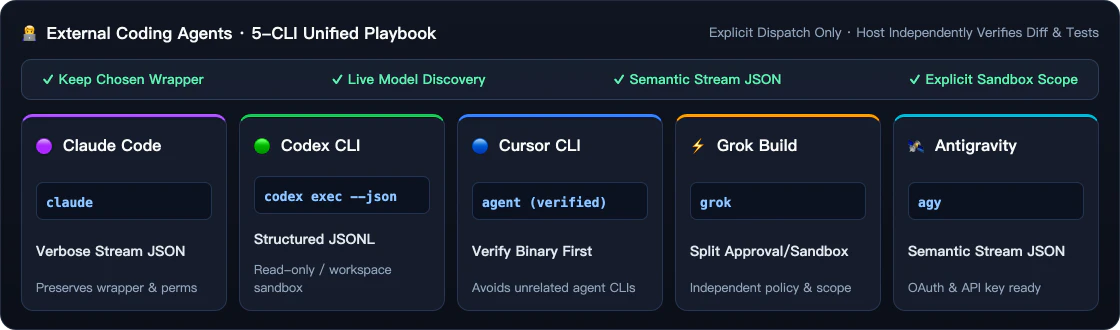 External Coding Agents · 5-CLI Unified Playbook
Explicit Dispatch Only · Host Independently Verifies Diff & Tests
✓ Keep Chosen Wrapper
✓ Live Model Discovery
✓ Semantic Stream JSON
✓ Explicit Sandbox Scope
Claude Code
claude
Verbose Stream JSON
Preserves wrapper & perms
Codex CLI
codex exec --json
Structured JSONL
Read-only / workspace
sandbox
Cursor CLI
agent (verified)
Verify Binary First
Avoids unrelated agent CLIs
Grok Build
grok
Split Approval/Sandbox
Independent policy & scope
Antigravity
agy
Semantic Stream JSON
OAuth & API key ready